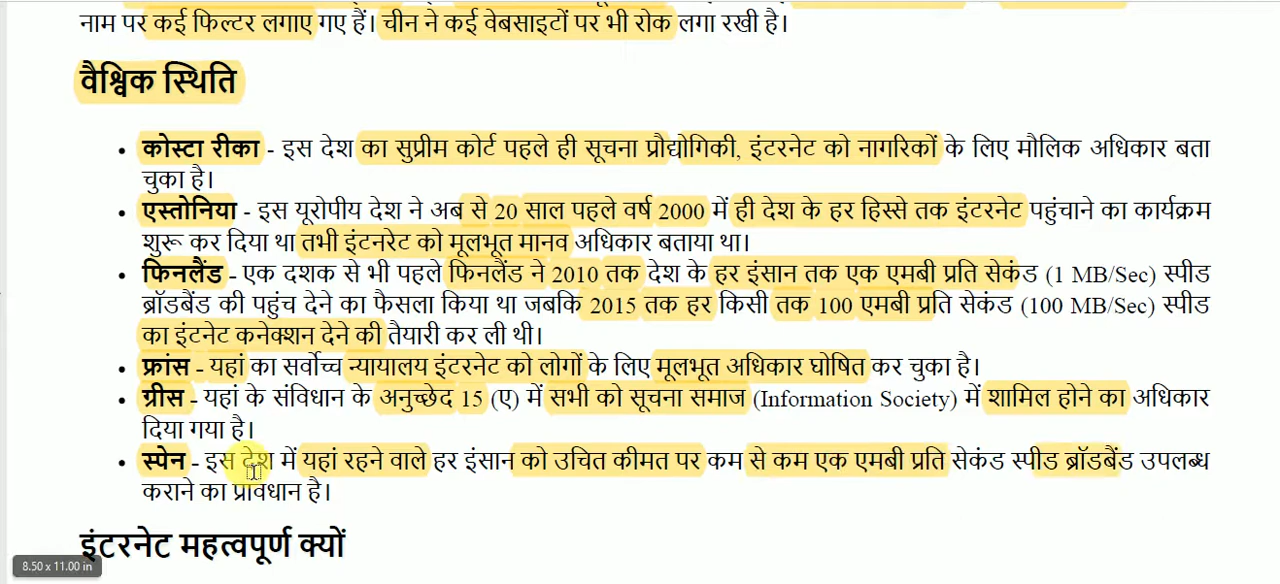 नाम पर कई फिल्टर लगाए गए हैं। चीन ने कई वेबसाइटों पर भी रोक लगा रखी है।
वैश्विक स्थिति
• कोस्टा रीका - इस देश का सुप्रीम कोर्ट पहले ही सूचना प्रौद्योगिकी, इंटरनेट को नागरिकों के लिए मौलिक अधिकार बता
चुका है।
• एस्तोनिया - इस यूरोपीय देश ने अब से 20 साल पहले वर्ष 2000 में ही देश के हर हिस्से तक इंटरनेट पहुंचाने का कार्यक्रम
शुरू कर दिया था तभी इंटनरेट को मूलभूत मानव अधिकार बताया था।
• फिनलैंड - एक दशक से भी पहले फिनलैंड ने 2010 तक देश के हर इंसान तक एक एमबी प्रति सेकंड (1 MB/Sec) स्पीड
ब्रॉडबैंड की पहुंच देने का फैसला किया था जबकि 2015 तक हर किसी तक 100 एमबी प्रति सेकंड (100 MB/Sec) स्पीड
का इंटनेट कनेक्शन देने की तैयारी कर ली थी।
• फ्रांस - यहां का सर्वोच्च न्यायालय इंटरनेट को लोगों के लिए मूलभूत अधिकार घोषित कर चुका है।
• ग्रीस - यहां के संविधान के अनुच्छेद 15 (ए) में सभी को सूचना समाज (Information Society) में शामिल होने का अधिकार
दिया गया है।
• स्पेन - इस देश में यहां रहने वाले हर इंसान को उचित कीमत पर कम से कम एक एमबी प्रति सेकंड स्पीड ब्रॉडबैंड उपलब्ध
कराने का प्रावधान है।
इंटरनेट महत्वपूर्ण क्यों
8.50 x 11.00 in